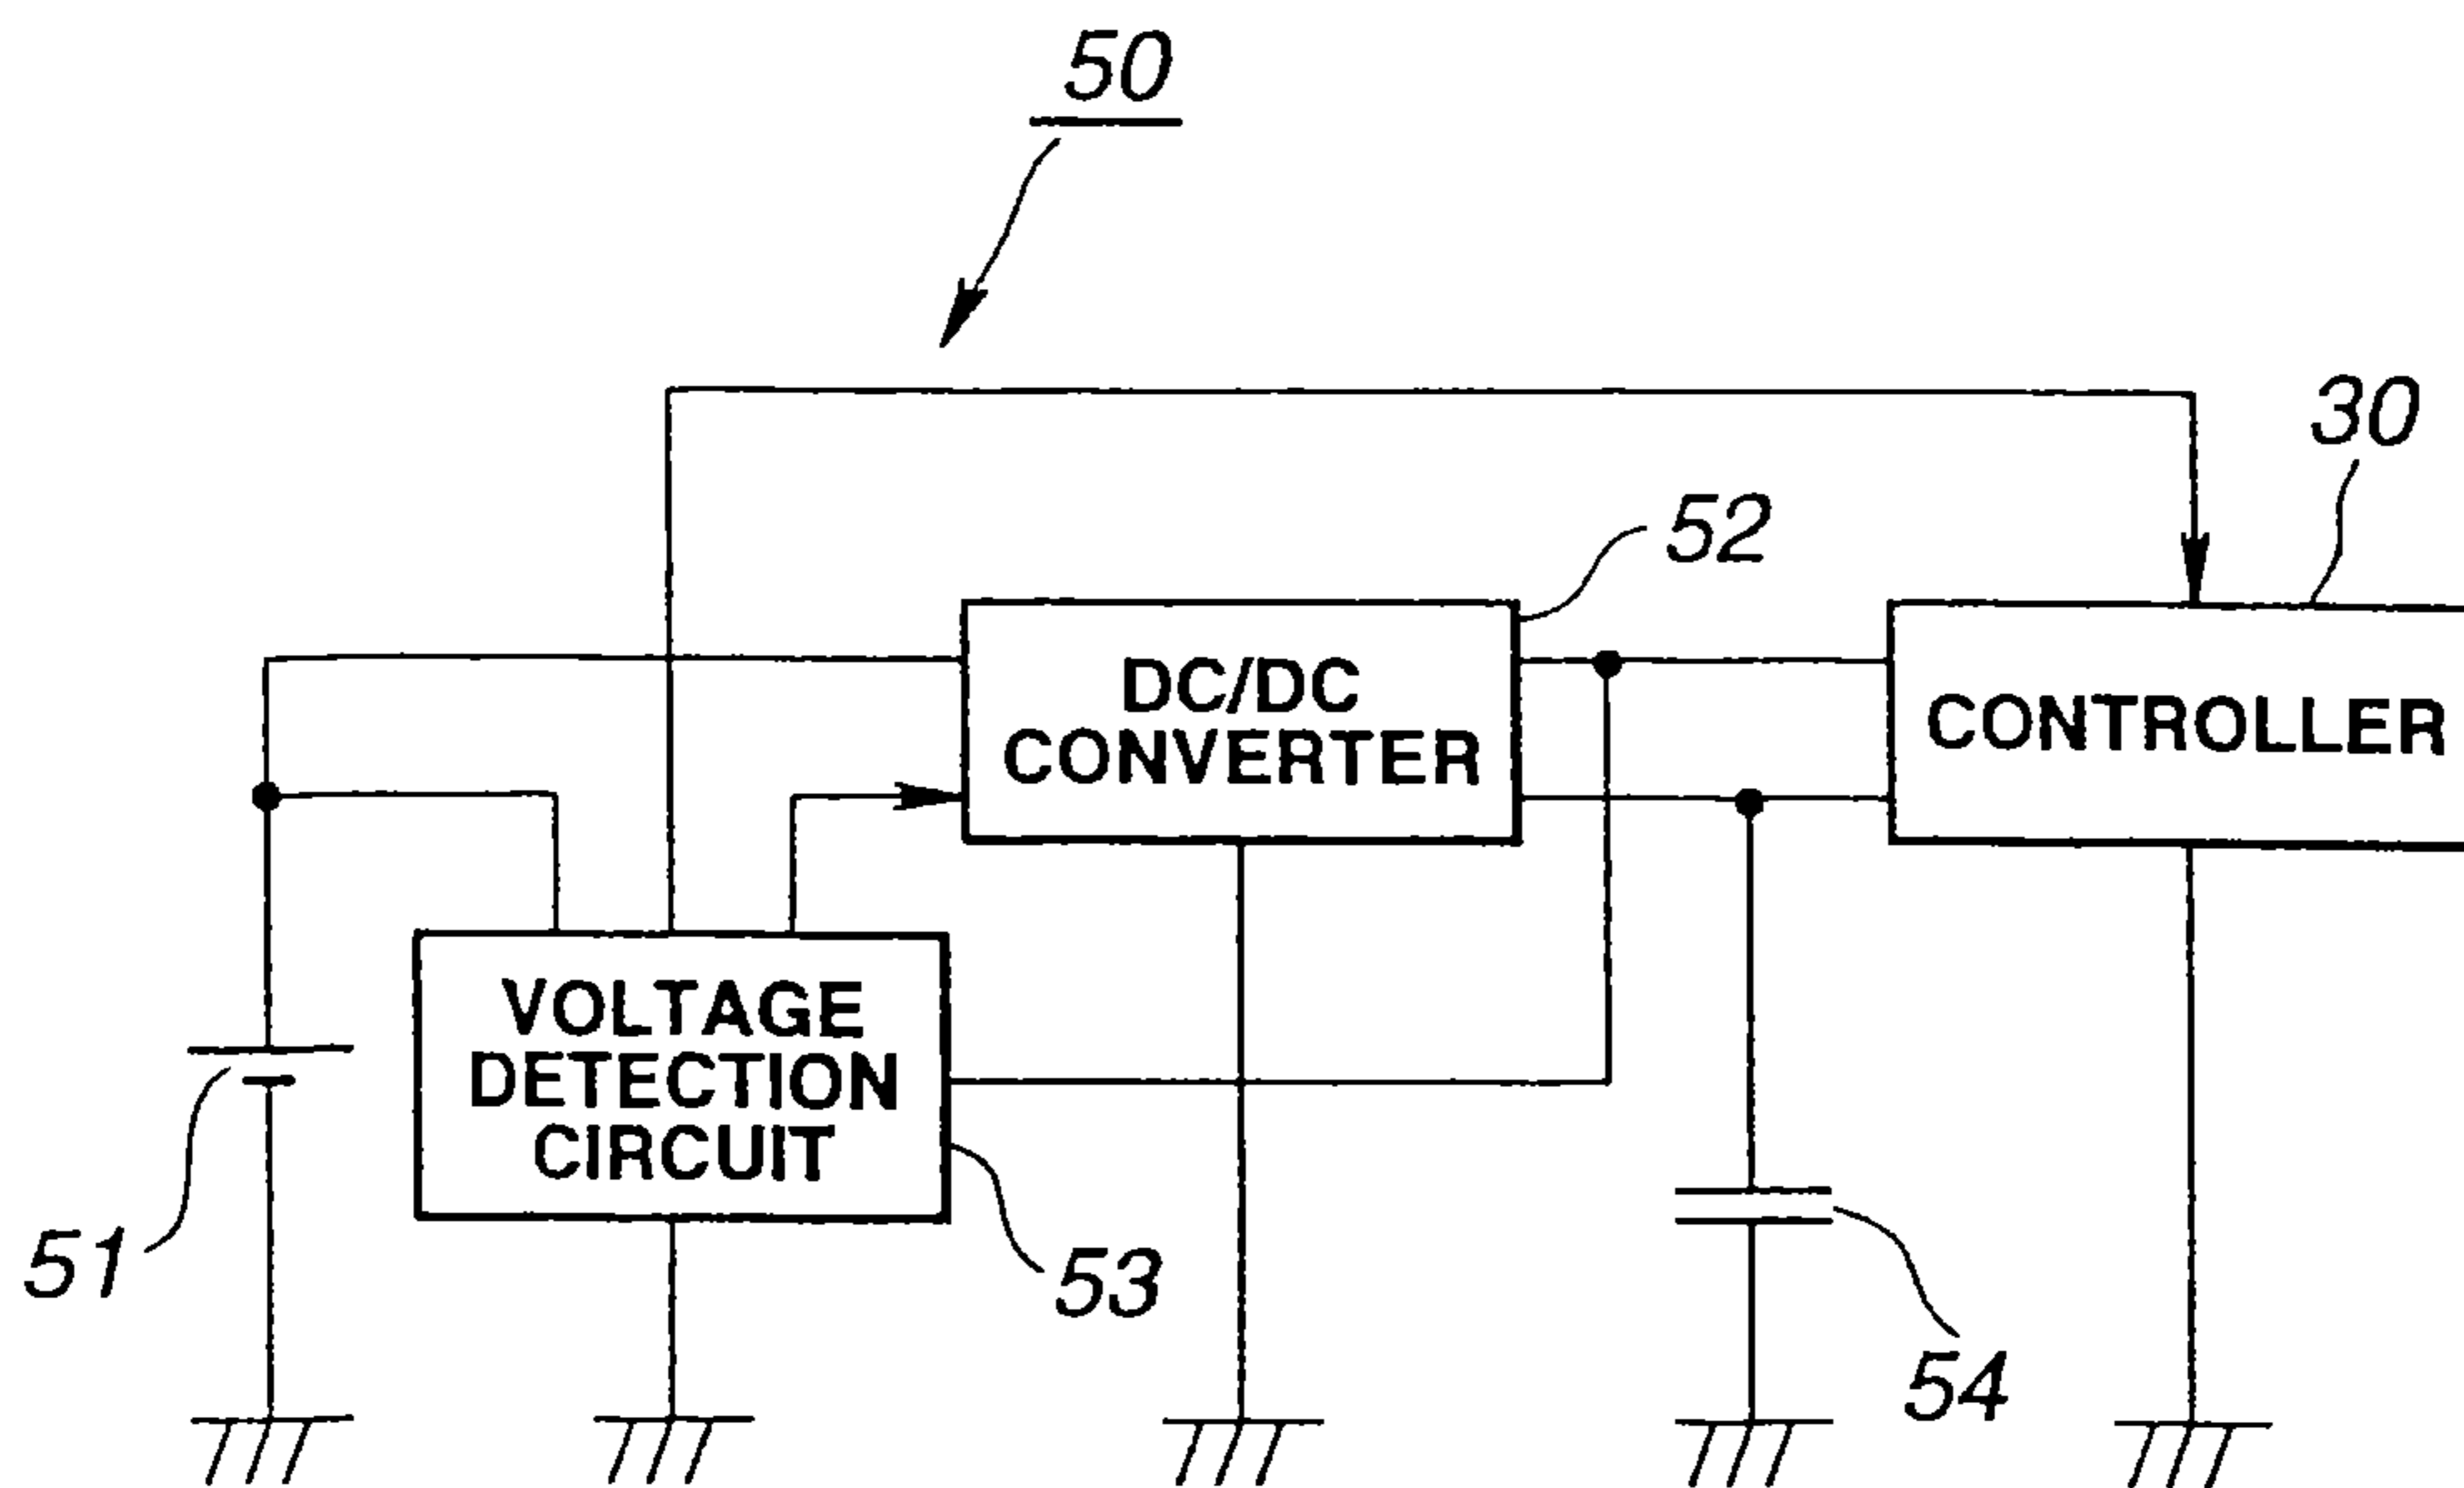 50
30
52
DC/DC
CONVERTER
CONTROLLER
VOLTAGE
DETECTION
CIRCUIT
51
53
54